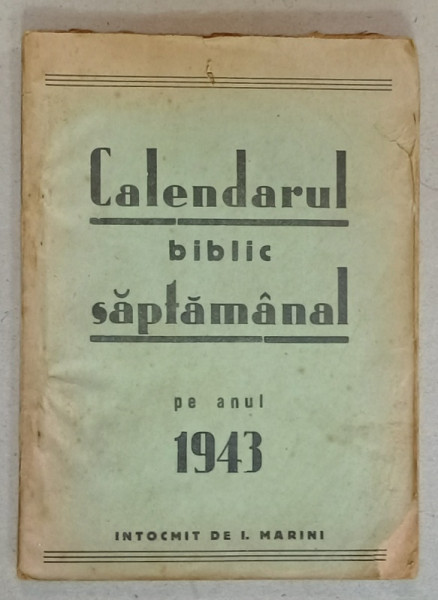 Calendarul
biblic
săptămânal
pe anul
1943
INTOCMIT DE I. MARINI